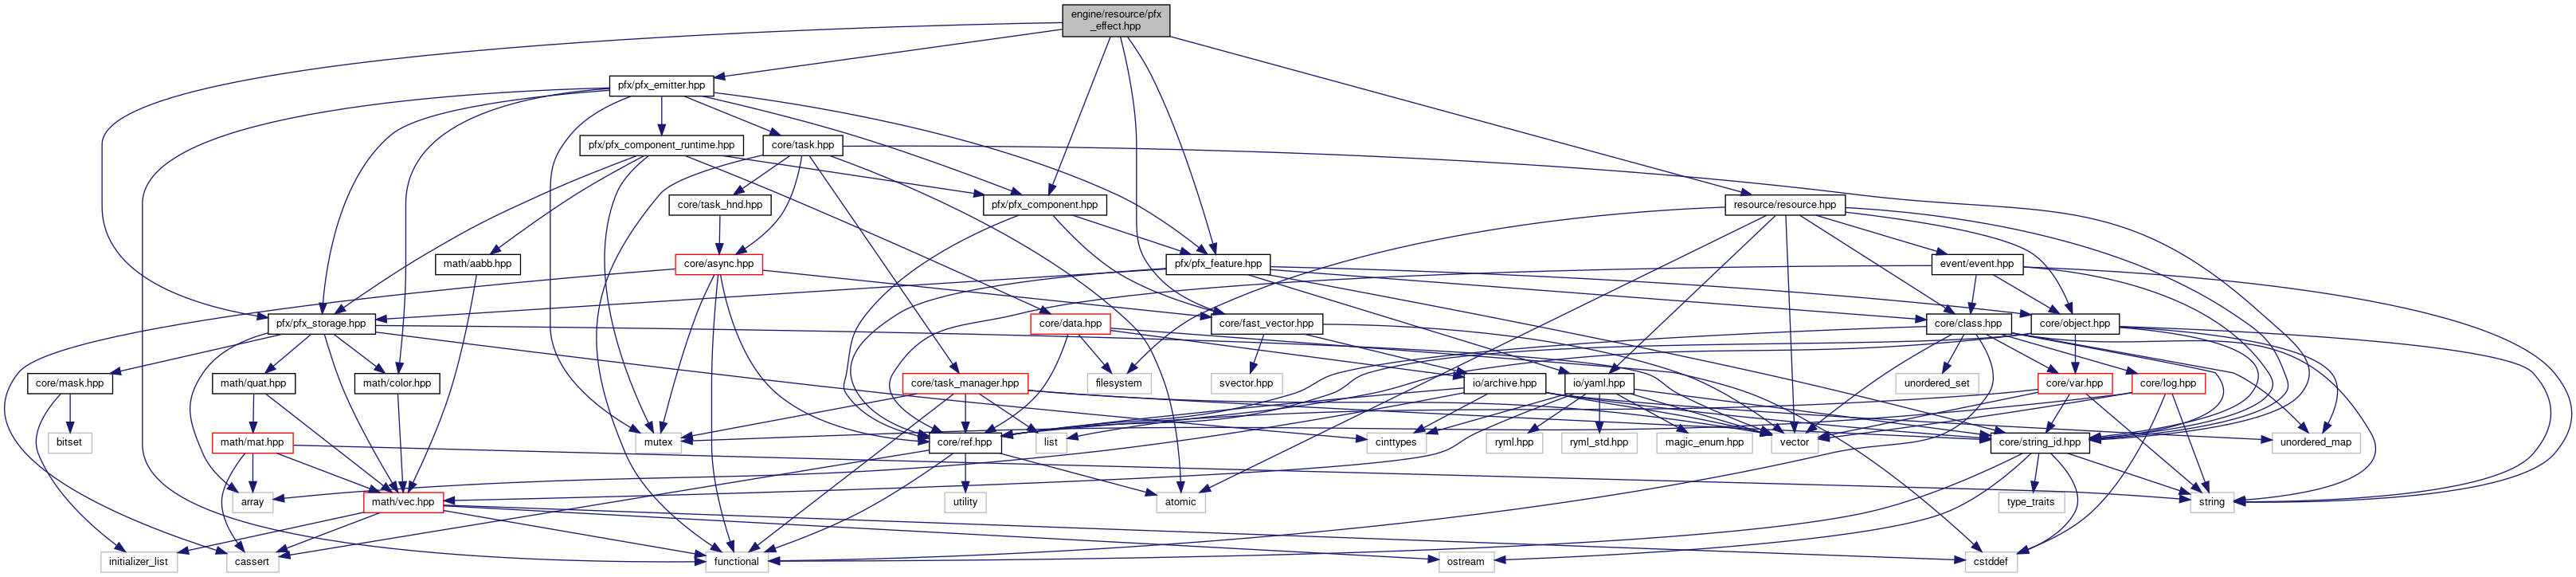 engine/resource/pfx
_effect.hpp
pfx/pfx_emitter.hpp
pfx/pfx_component_runtime.hpp
core/task.hpp
core/task_hnd.hpp
pfx/pfx_component.hpp
resource/resource.hpp
math/aabb.hpp
core/async.hpp
pfx/pfx_feature.hpp
event/event.hpp
pfx/pfx_storage.hpp
core/data.hpp
core/fast_vector.hpp
core/class.hpp
core/object.hpp
core/mask.hpp
math/quat.hpp
math/color.hpp
core/task_manager.hpp
filesystem
svector.hpp
io/archive.hpp
io/yaml.hpp
unordered_set
core/var.hpp
core/log.hpp
bitset
math/mat.hpp
mutex
core/ref.hpp
list
cinttypes
ryml.hpp
ryml_std.hpp
magic_enum.hpp
vector
core/string_id.hpp
unordered_map
array
math/vec.hpp
utility
atomic
type_traits
string
initializer_list
cassert
functional
ostream
cstddef